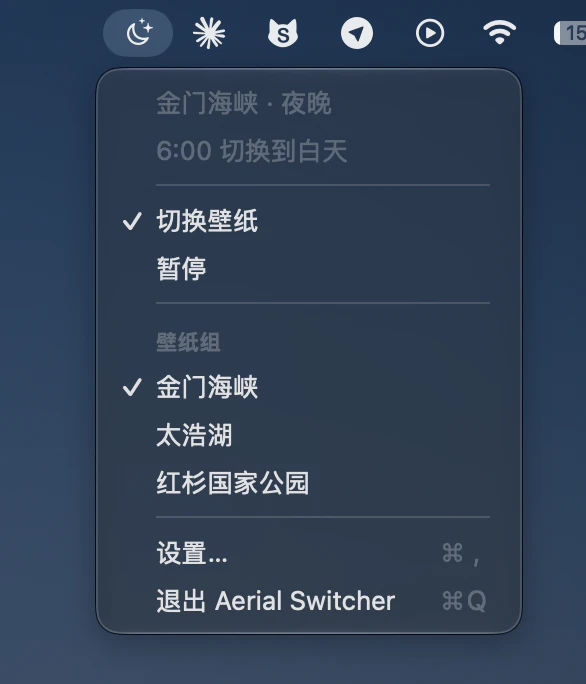 S
15
金门海峡 · 夜晚
6:00 切换到白天
✓ 切换壁纸
暂停
壁纸组
✓ 金门海峡
太浩湖
红杉国家公园
设置... ⌘ ,
退出 Aerial Switcher ⌘Q